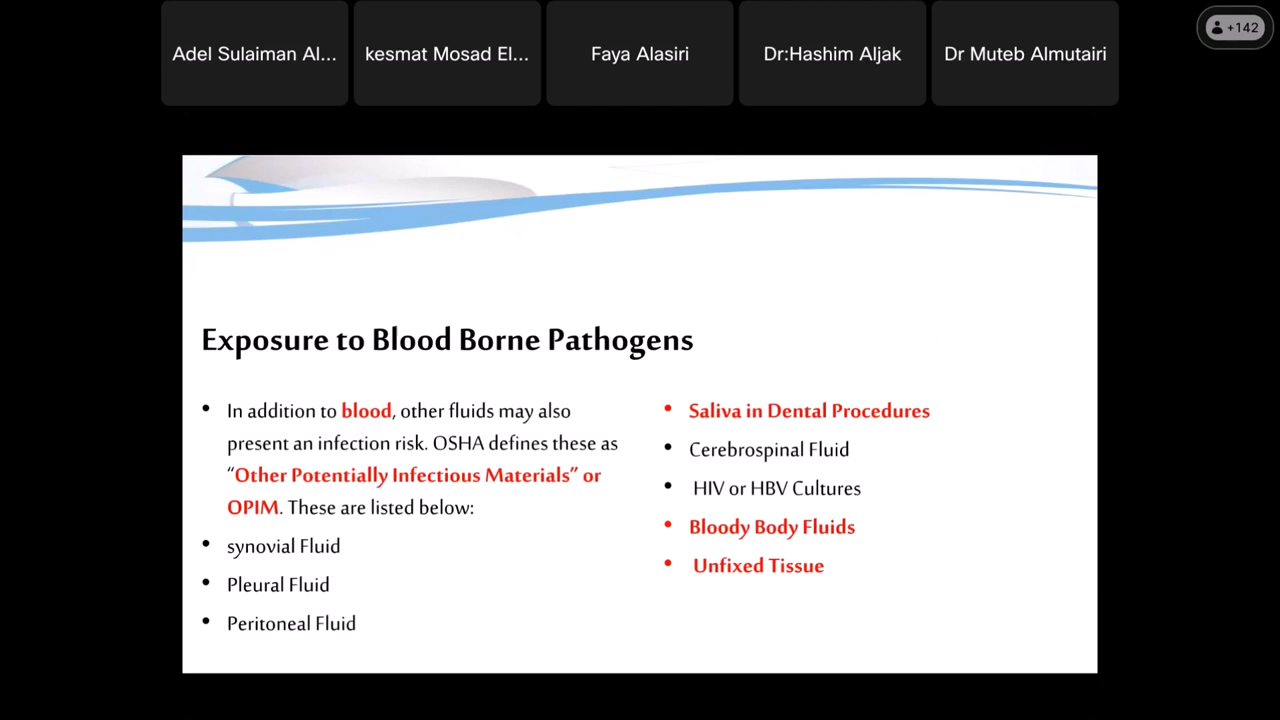 Adel Sulaiman Al...
kesmat Mosad El...
Faya Alasiri
Dr:Hashim Aljak
Dr Muteb Almutairi
+142
Exposure to Blood Borne Pathogens
• In addition to blood, other fluids may also
present an infection risk. OSHA defines these as
“Other Potentially Infectious Materials” or
OPIM. These are listed below:
• synovial Fluid
• Pleural Fluid
• Peritoneal Fluid
• Saliva in Dental Procedures
• Cerebrospinal Fluid
• HIV or HBV Cultures
• Bloody Body Fluids
• Unfixed Tissue